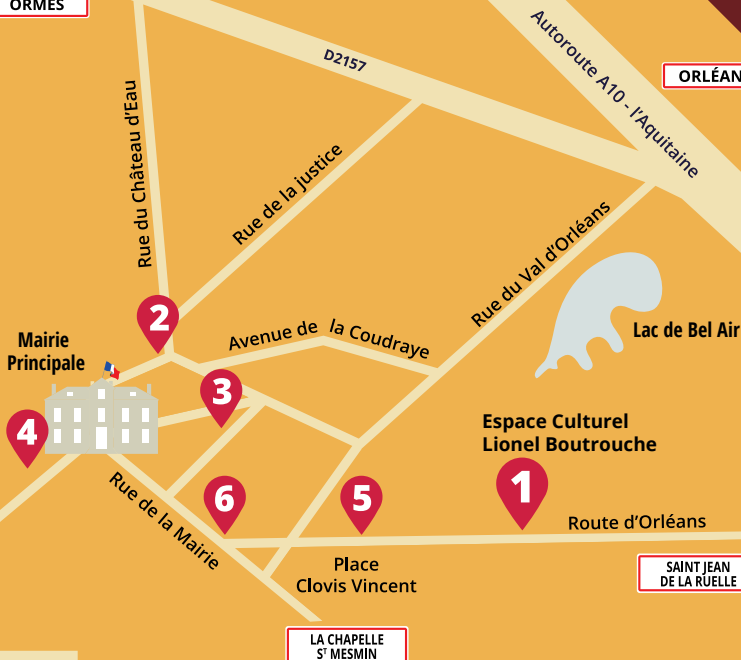 ORMES
D2157
Autoroute A10 - l'Aquitaine
ORLÉAN
Rue du Château d'Eau
Rue de la justice
Rue du Val d'Orléans
2
Avenue de la Coudraye
Lac de Bel Air
Mairie
Principale
3
4
Espace Culturel
Lionel Boutrouche
1
6
5
Rue de la Mairie
Route d'Orléans
Place
Clovis Vincent
SAINT JEAN
DE LA RUELLE
LA CHAPELLE
Sᵀ MESMIN